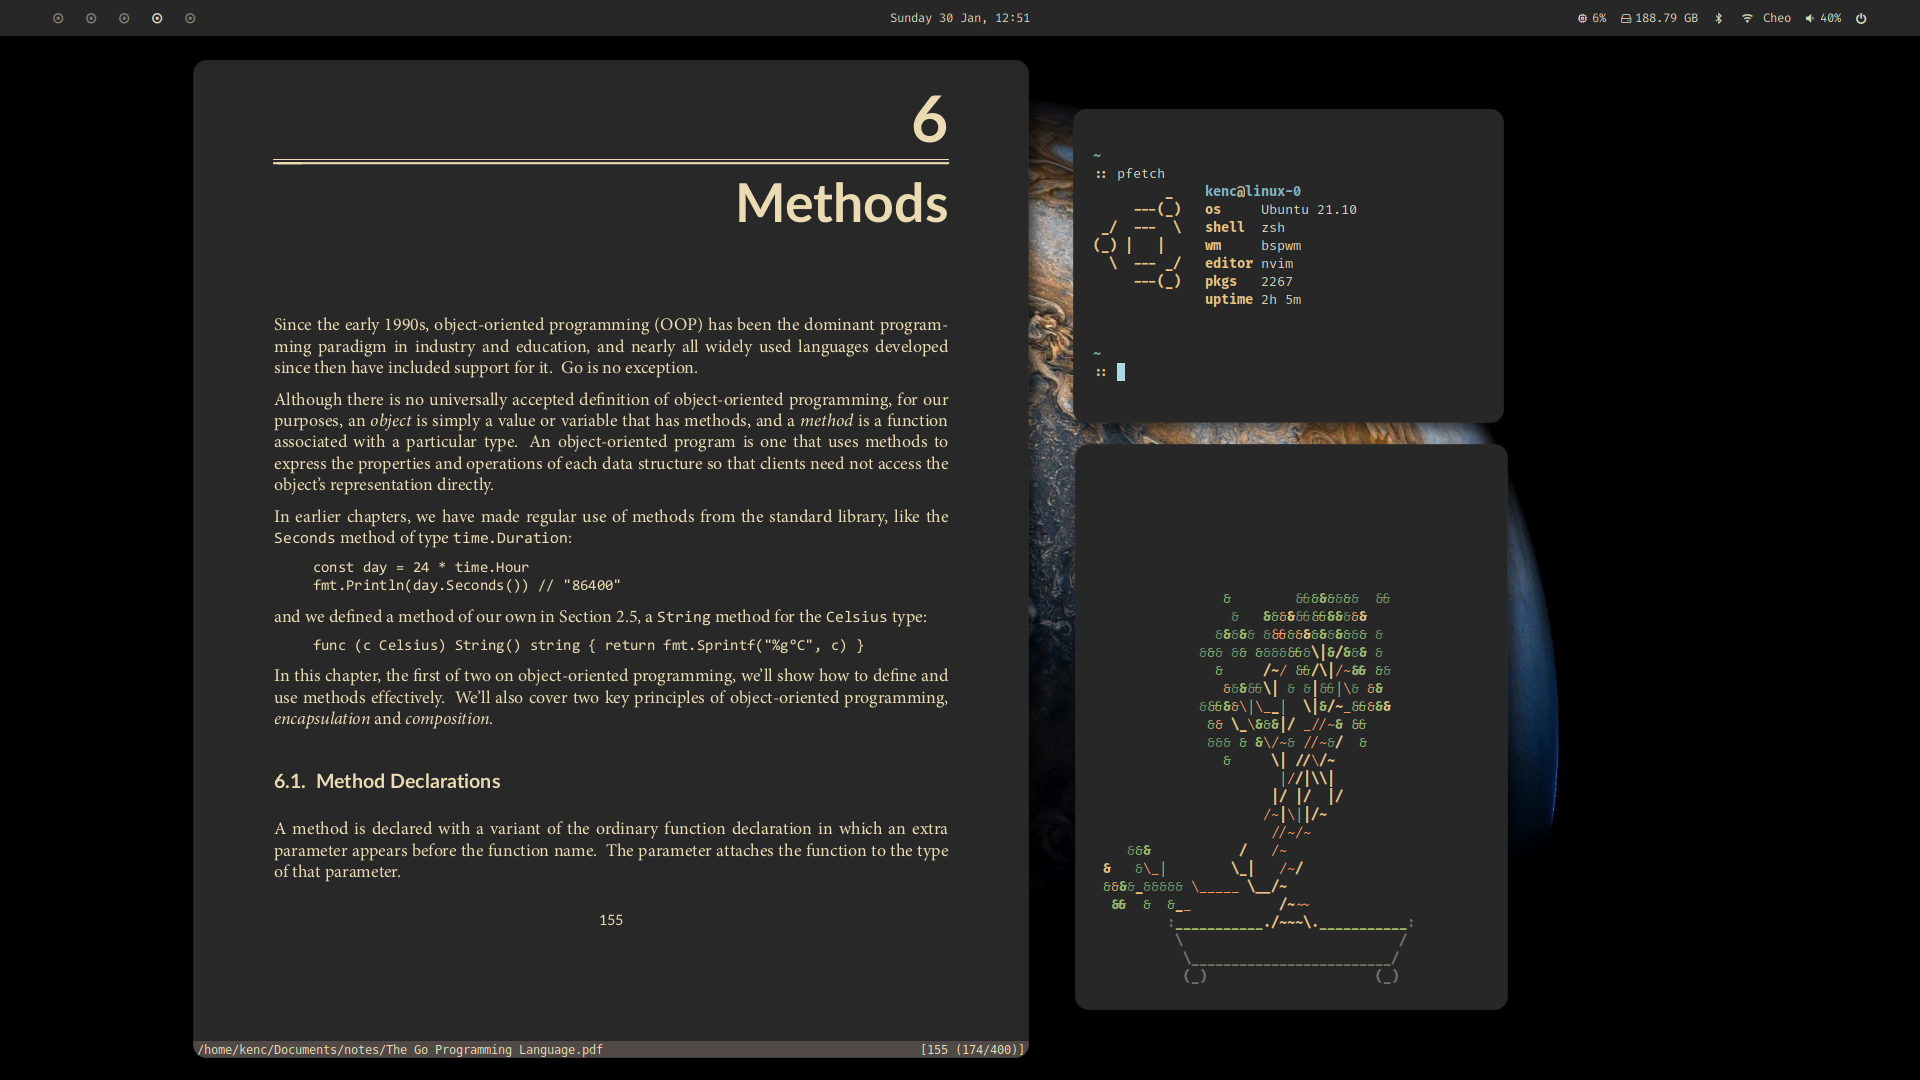 Sunday 30 Jan, 12:51
6% 188.79 GB Cheo 40%
6
Methods
Since the early 1990s, object-oriented programming (OOP) has been the dominant program-
ming paradigm in industry and education, and nearly all widely used languages developed
since then have included support for it. Go is no exception.
Although there is no universally accepted definition of object-oriented programming, for our
purposes, an object is simply a value or variable that has methods, and a method is a function
associated with a particular type. An object-oriented program is one that uses methods to
express the properties and operations of each data structure so that clients need not access the
object's representation directly.
In earlier chapters, we have made regular use of methods from the standard library, like the
Seconds method of type time.Duration:
const day = 24 * time.Hour
fmt.Println(day.Seconds()) // "86400"
and we defined a method of our own in Section 2.5, a String method for the Celsius type:
func (c Celsius) String() string { return fmt.Sprintf("%g°C", c) }
In this chapter, the first of two on object-oriented programming, we'll show how to define and
use methods effectively. We'll also cover two key principles of object-oriented programming,
encapsulation and composition.
6.1. Method Declarations
A method is declared with a variant of the ordinary function declaration in which an extra
parameter appears before the function name. The parameter attaches the function to the type
of that parameter.
155
/home/kenc/Documents/notes/The Go Programming Language.pdf [155 (174/400)]
~
:: pfetch
kenc@linux-0
os Ubuntu 21.10
shell zsh
wm bspwm
editor nvim
pkgs 2267
uptime 2h 5m
~
::